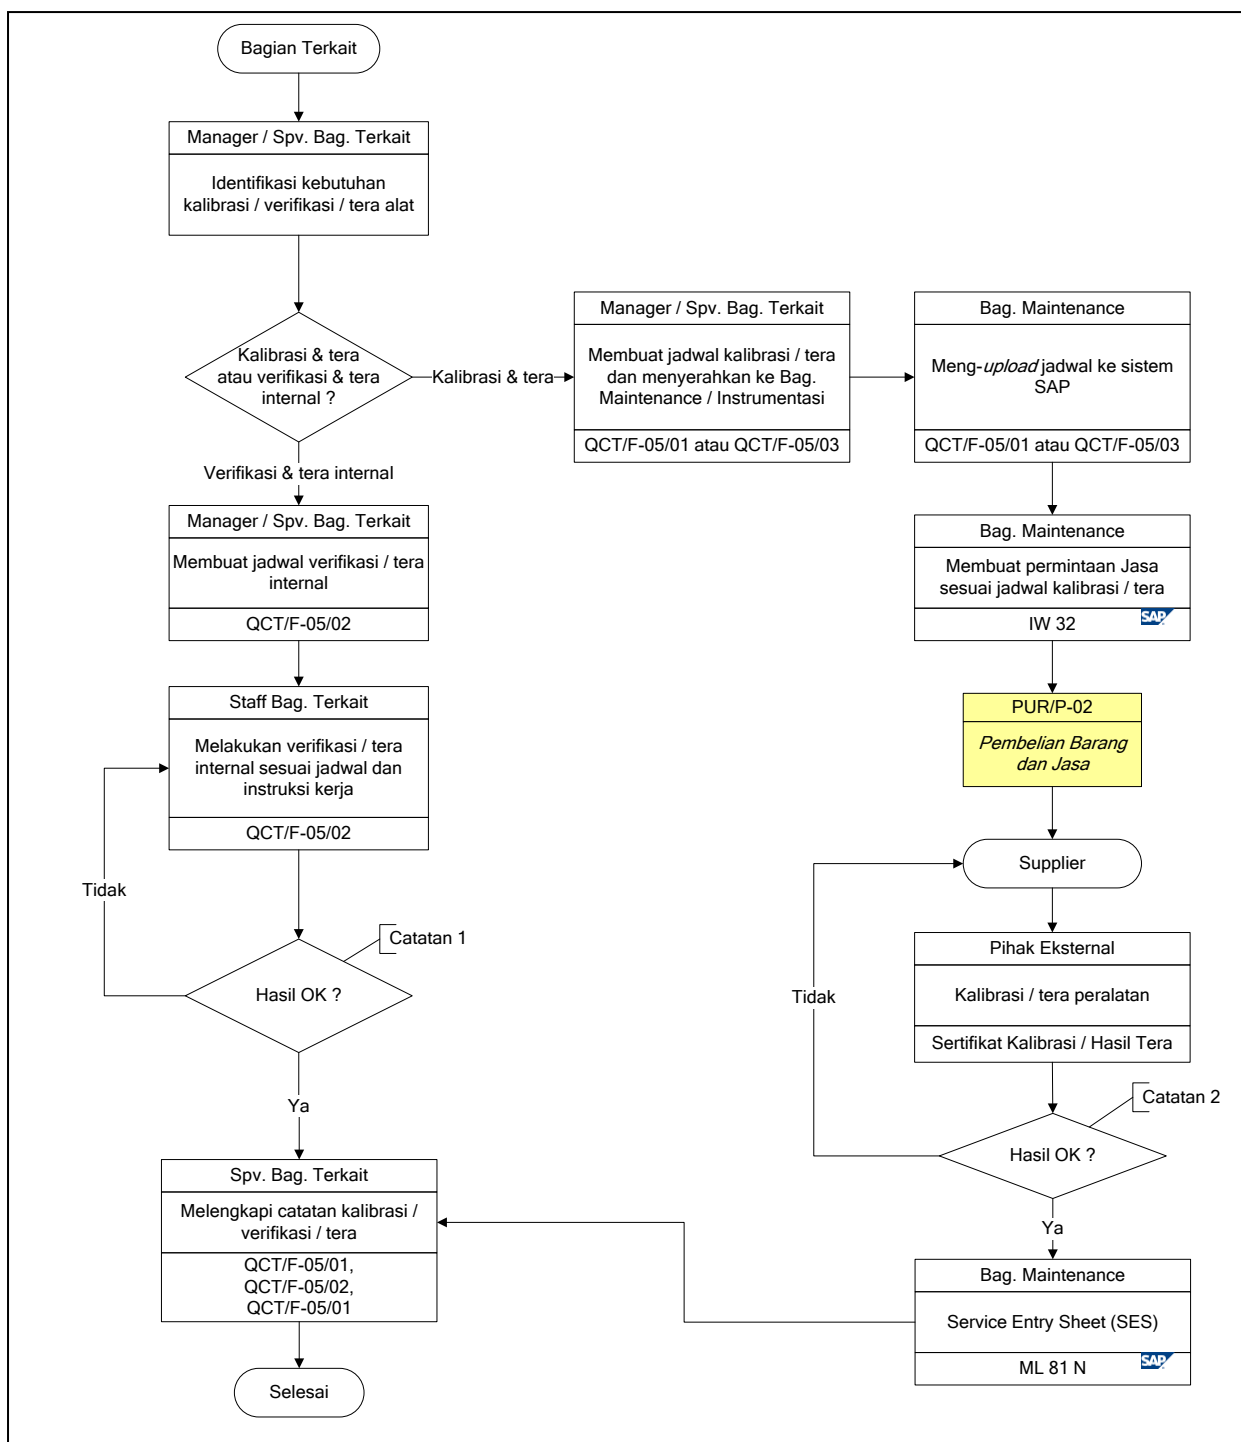 Bagian Terkait
Manager / Spv. Bag. Terkait
Identifikasi kebutuhan
kalibrasi / verifikasi / tera alat
Kalibrasi & tera
atau verifikasi & tera
internal ?
Kalibrasi & tera
Manager / Spv. Bag. Terkait
Membuat jadwal kalibrasi / tera
dan menyerahkan ke Bag.
Maintenance / Instrumentasi
QCT/F-05/01 atau QCT/F-05/03
Bag. Maintenance
Meng-upload jadwal ke sistem
SAP
QCT/F-05/01 atau QCT/F-05/03
Verifikasi & tera internal
Manager / Spv. Bag. Terkait
Membuat jadwal verifikasi / tera
internal
QCT/F-05/02
Bag. Maintenance
Membuat permintaan Jasa
sesuai jadwal kalibrasi / tera
IW 32
SAP
Staff Bag. Terkait
Melakukan verifikasi / tera
internal sesuai jadwal dan
instruksi kerja
QCT/F-05/02
PUR/P-02
Pembelian Barang
dan Jasa
Supplier
Tidak
Catatan 1
Hasil OK ?
Ya
Pihak Eksternal
Kalibrasi / tera peralatan
Sertifikat Kalibrasi / Hasil Tera
Tidak
Catatan 2
Hasil OK ?
Ya
Spv. Bag. Terkait
Melengkapi catatan kalibrasi /
verifikasi / tera
QCT/F-05/01,
QCT/F-05/02,
QCT/F-05/01
Bag. Maintenance
Service Entry Sheet (SES)
ML 81 N
SAP
Selesai